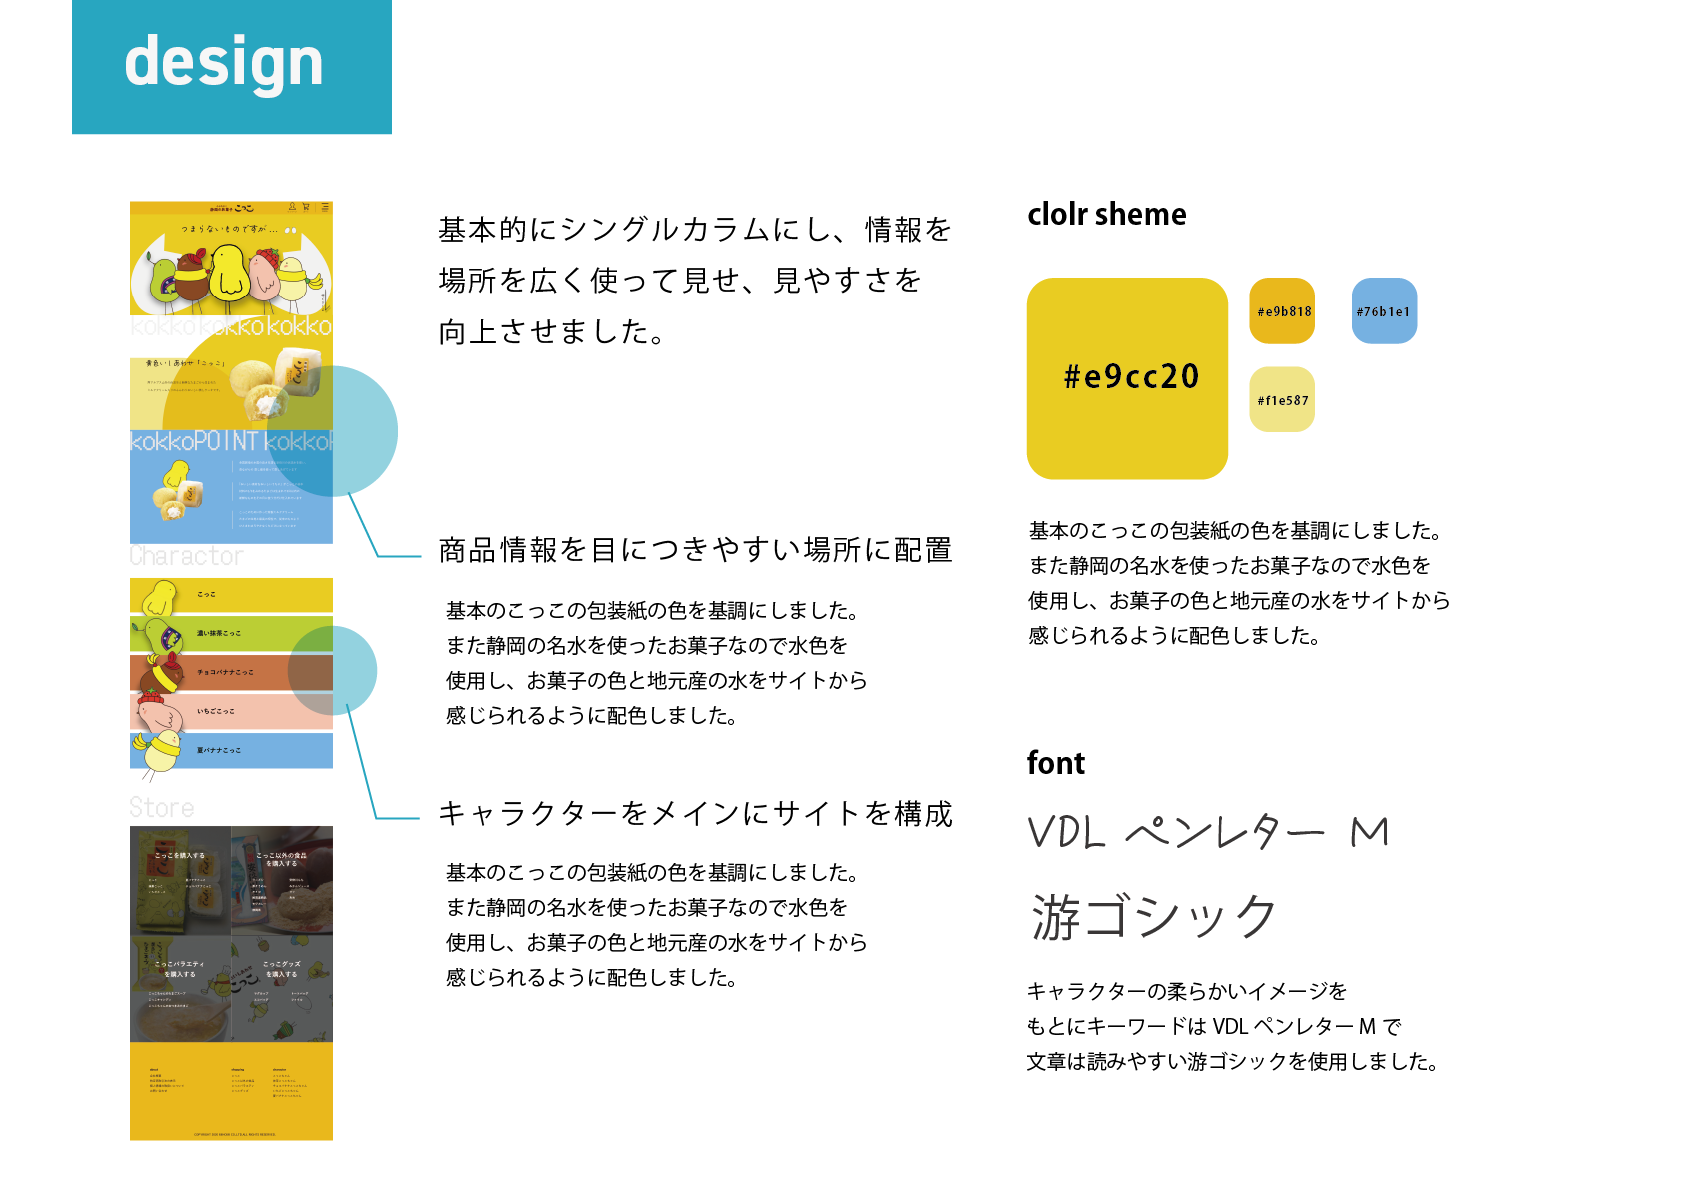 design
こっこ
つまらないものですが…
kokko kokko kokko
黄色いしあわせ「こっこ」
kokkoPOINT kokkoP
Charactor
こっこ
濃い抹茶こっこ
チョコバナナこっこ
いちごこっこ
夏バナナこっこ
Store
こっこを購入する
こっこ以外の食品
を購入する
こっこバラエティ
を購入する
こっこグッズ
を購入する
基本的にシングルカラムにし、情報を
場所を広く使って見せ、見やすさを
向上させました。
商品情報を目につきやすい場所に配置
基本のこっこの包装紙の色を基調にしました。
また静岡の名水を使ったお菓子なので水色を
使用し、お菓子の色と地元産の水をサイトから
感じられるように配色しました。
キャラクターをメインにサイトを構成
基本のこっこの包装紙の色を基調にしました。
また静岡の名水を使ったお菓子なので水色を
使用し、お菓子の色と地元産の水をサイトから
感じられるように配色しました。
clolr sheme
#e9cc20
#e9b818
#76b1e1
#f1e587
基本のこっこの包装紙の色を基調にしました。
また静岡の名水を使ったお菓子なので水色を
使用し、お菓子の色と地元産の水をサイトから
感じられるように配色しました。
font
VDL ペンレター M
游ゴシック
キャラクターの柔らかいイメージを
もとにキーワードは VDL ペンレター M で
文章は読みやすい游ゴシックを使用しました。